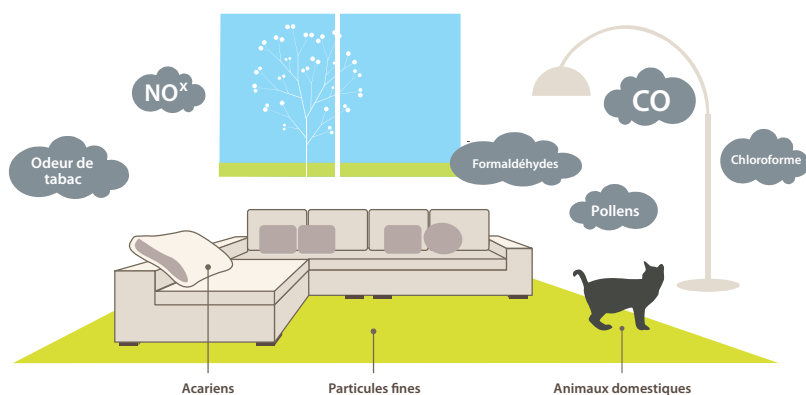 NOx
CO
Odeur de
tabac
Formaldéhydes
Chloroforme
Pollens
Acariens
Particules fines
Animaux domestiques